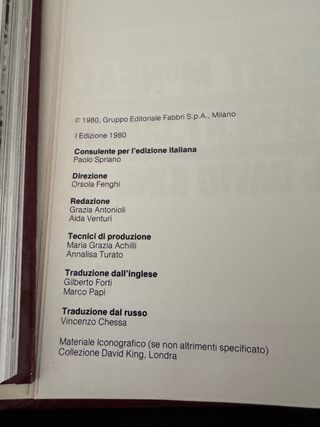 © 1980, Gruppo Editoriale Fabbri S.p.A., Milano
I Edizione 1980
Consulente per l'edizione italiana
Paolo Spriano
Direzione
Orsola Fenghi
Redazione
Grazia Antonioli
Alda Venturi
Tecnici di produzione
Maria Grazia Achilli
Annalisa Turato
Traduzione dall'inglese
Gilberto Forti
Marco Papi
Traduzione dal russo
Vincenzo Chessa
Materiale Iconografico (se non altrimenti specificato)
Collezione David King, Londra